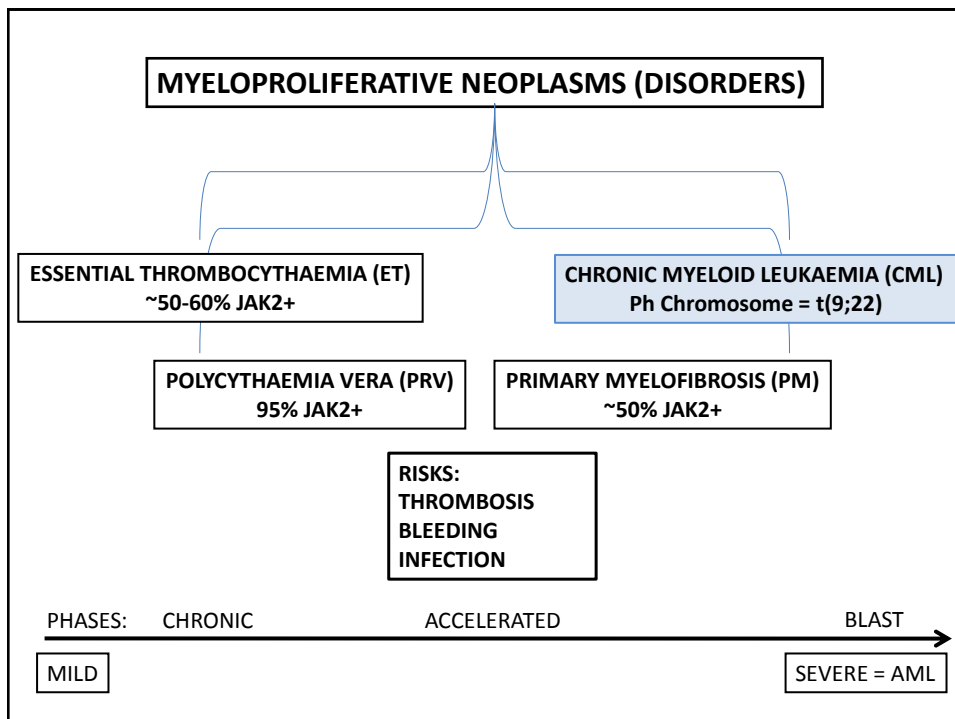 MYELOPROLIFERATIVE NEOPLASMS (DISORDERS)
ESSENTIAL THROMBOCYTHAEMIA (ET)
~50-60% JAK2+
CHRONIC MYELOID LEUKAEMIA (CML)
Ph Chromosome = t(9;22)
POLYCYTHAEMIA VERA (PRV)
95% JAK2+
PRIMARY MYELOFIBROSIS (PM)
~50% JAK2+
RISKS:
THROMBOSIS
BLEEDING
INFECTION
PHASES: CHRONIC ACCELERATED BLAST
MILD SEVERE = AML